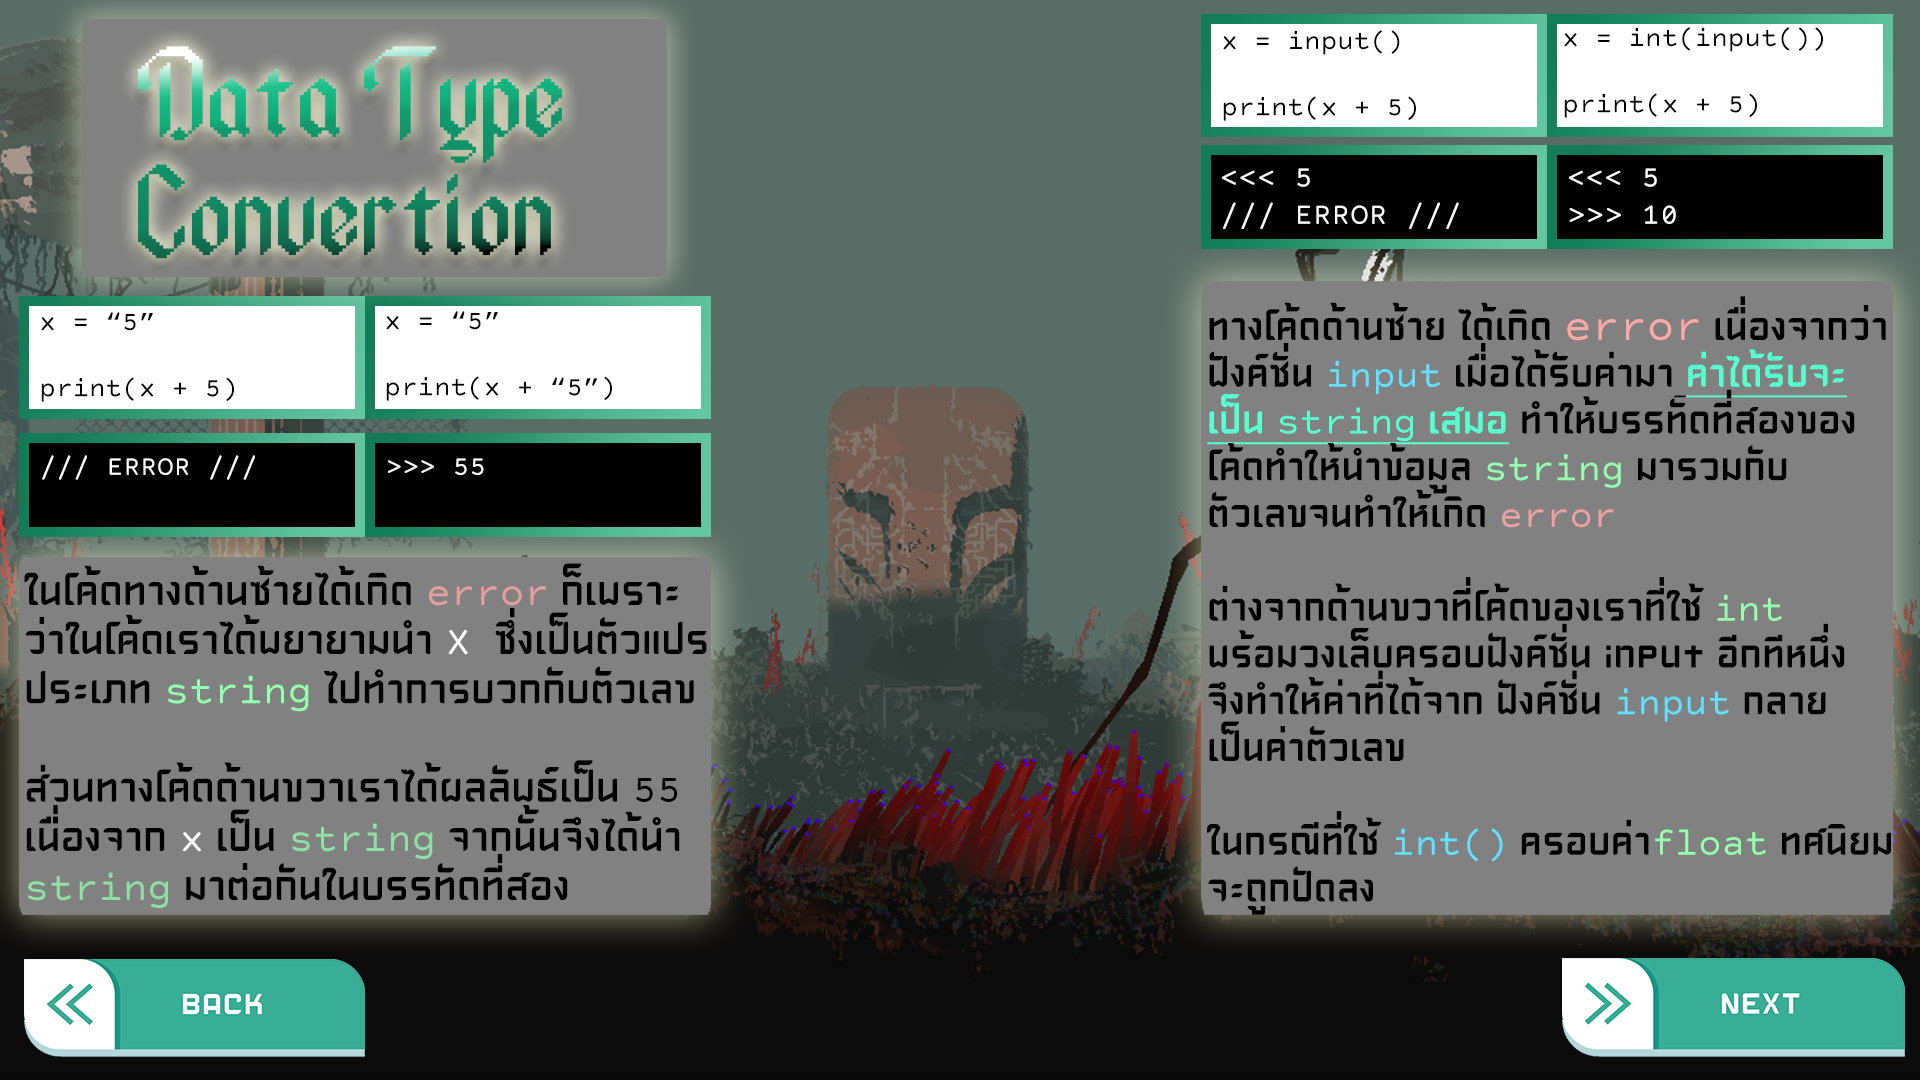 Data Type
Convertion
x = “5”
print(x + 5)
x = “5”
print(x + “5”)
/// ERROR ///
>>> 55
ในโค้ดทางด้านซ้ายได้เกิด error ก็เพราะ
ว่าในโค้ดเราได้พยายามนำ X ซึ่งเป็นตัวแปร
ประเภท string ไปทำการบวกกับตัวเลข
ส่วนทางโค้ดด้านขวาเราได้ผลลัพธ์เป็น 55
เนื่องจาก x เป็น string จากนั้นจึงได้นำ
string มาต่อกันในบรรทัดที่สอง
x = input()
print(x + 5)
x = int(input())
print(x + 5)
<<< 5
/// ERROR ///
<<< 5
>>> 10
ทางโค้ดด้านซ้าย ได้เกิด error เนื่องจากว่า
ฝังค์ชั่น input เมื่อได้รับค่ามา ค่าได้รับจะ
เป็น string เสมอ ทำให้บรรทัดที่สองของ
โค้ดทำให้นำข้อมูล string มารวมกับ
ตัวเลขจนทำให้เกิด error
ต่างจากด้านขวาที่โค้ดของเราที่ใช้ int
พร้อมวงเล็บครอบฝังค์ชั่น input อีกทีหนึ่ง
จึงทำให้ค่าที่ได้จาก ฝังค์ชั่น input กลาย
เป็นค่าตัวเลข
ในกรณีที่ใช้ int() ครอบค่าfloat ทศนิยม
จะถูกปัดลง
BACK
NEXT